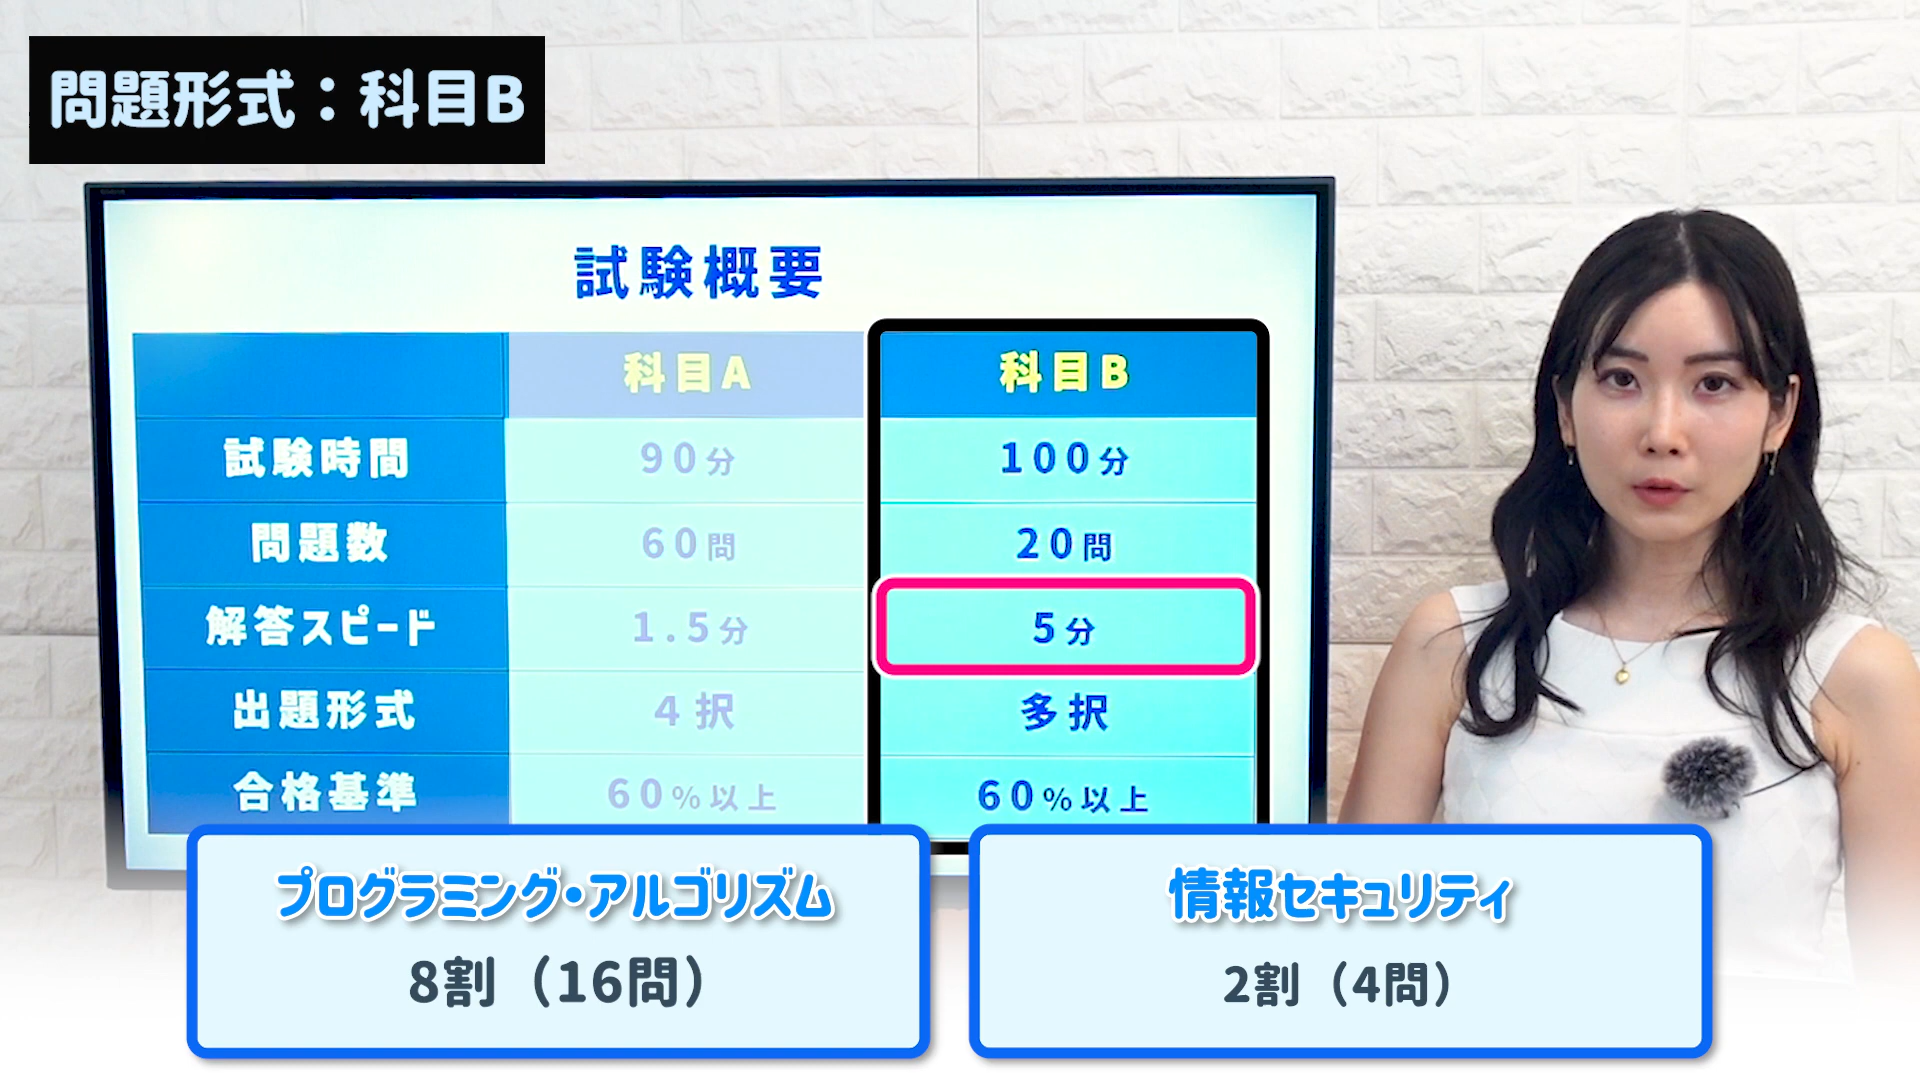 問題形式：科目B
試験概要
科目A 科目B
試験時間 90分 100分
問題数 60問 20問
解答スピード 1.5分 5分
出題形式 4択 多択
合格基準 60%以上 60%以上
プログラミング・アルゴリズム
8割（16問）
情報セキュリティ
2割（4問）